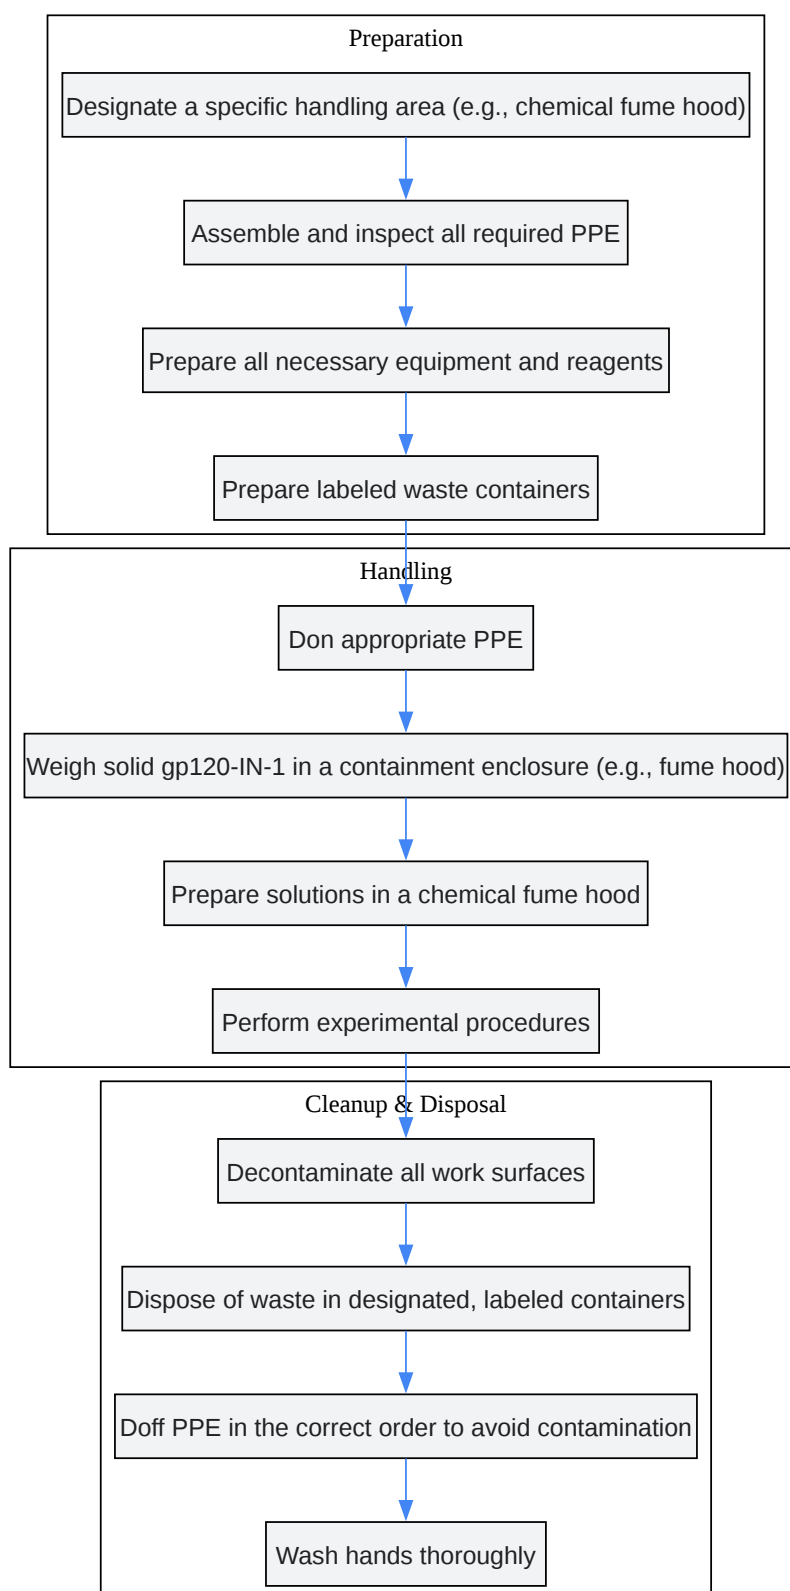 Preparation
Designate a specific handling area (e.g., chemical fume hood)
Assemble and inspect all required PPE
Prepare all necessary equipment and reagents
Prepare labeled waste containers
Handling
Don appropriate PPE
Weigh solid gp120-IN-1 in a containment enclosure (e.g., fume hood)
Prepare solutions in a chemical fume hood
Perform experimental procedures
Cleanup & Disposal
Decontaminate all work surfaces
Dispose of waste in designated, labeled containers
Doff PPE in the correct order to avoid contamination
Wash hands thoroughly